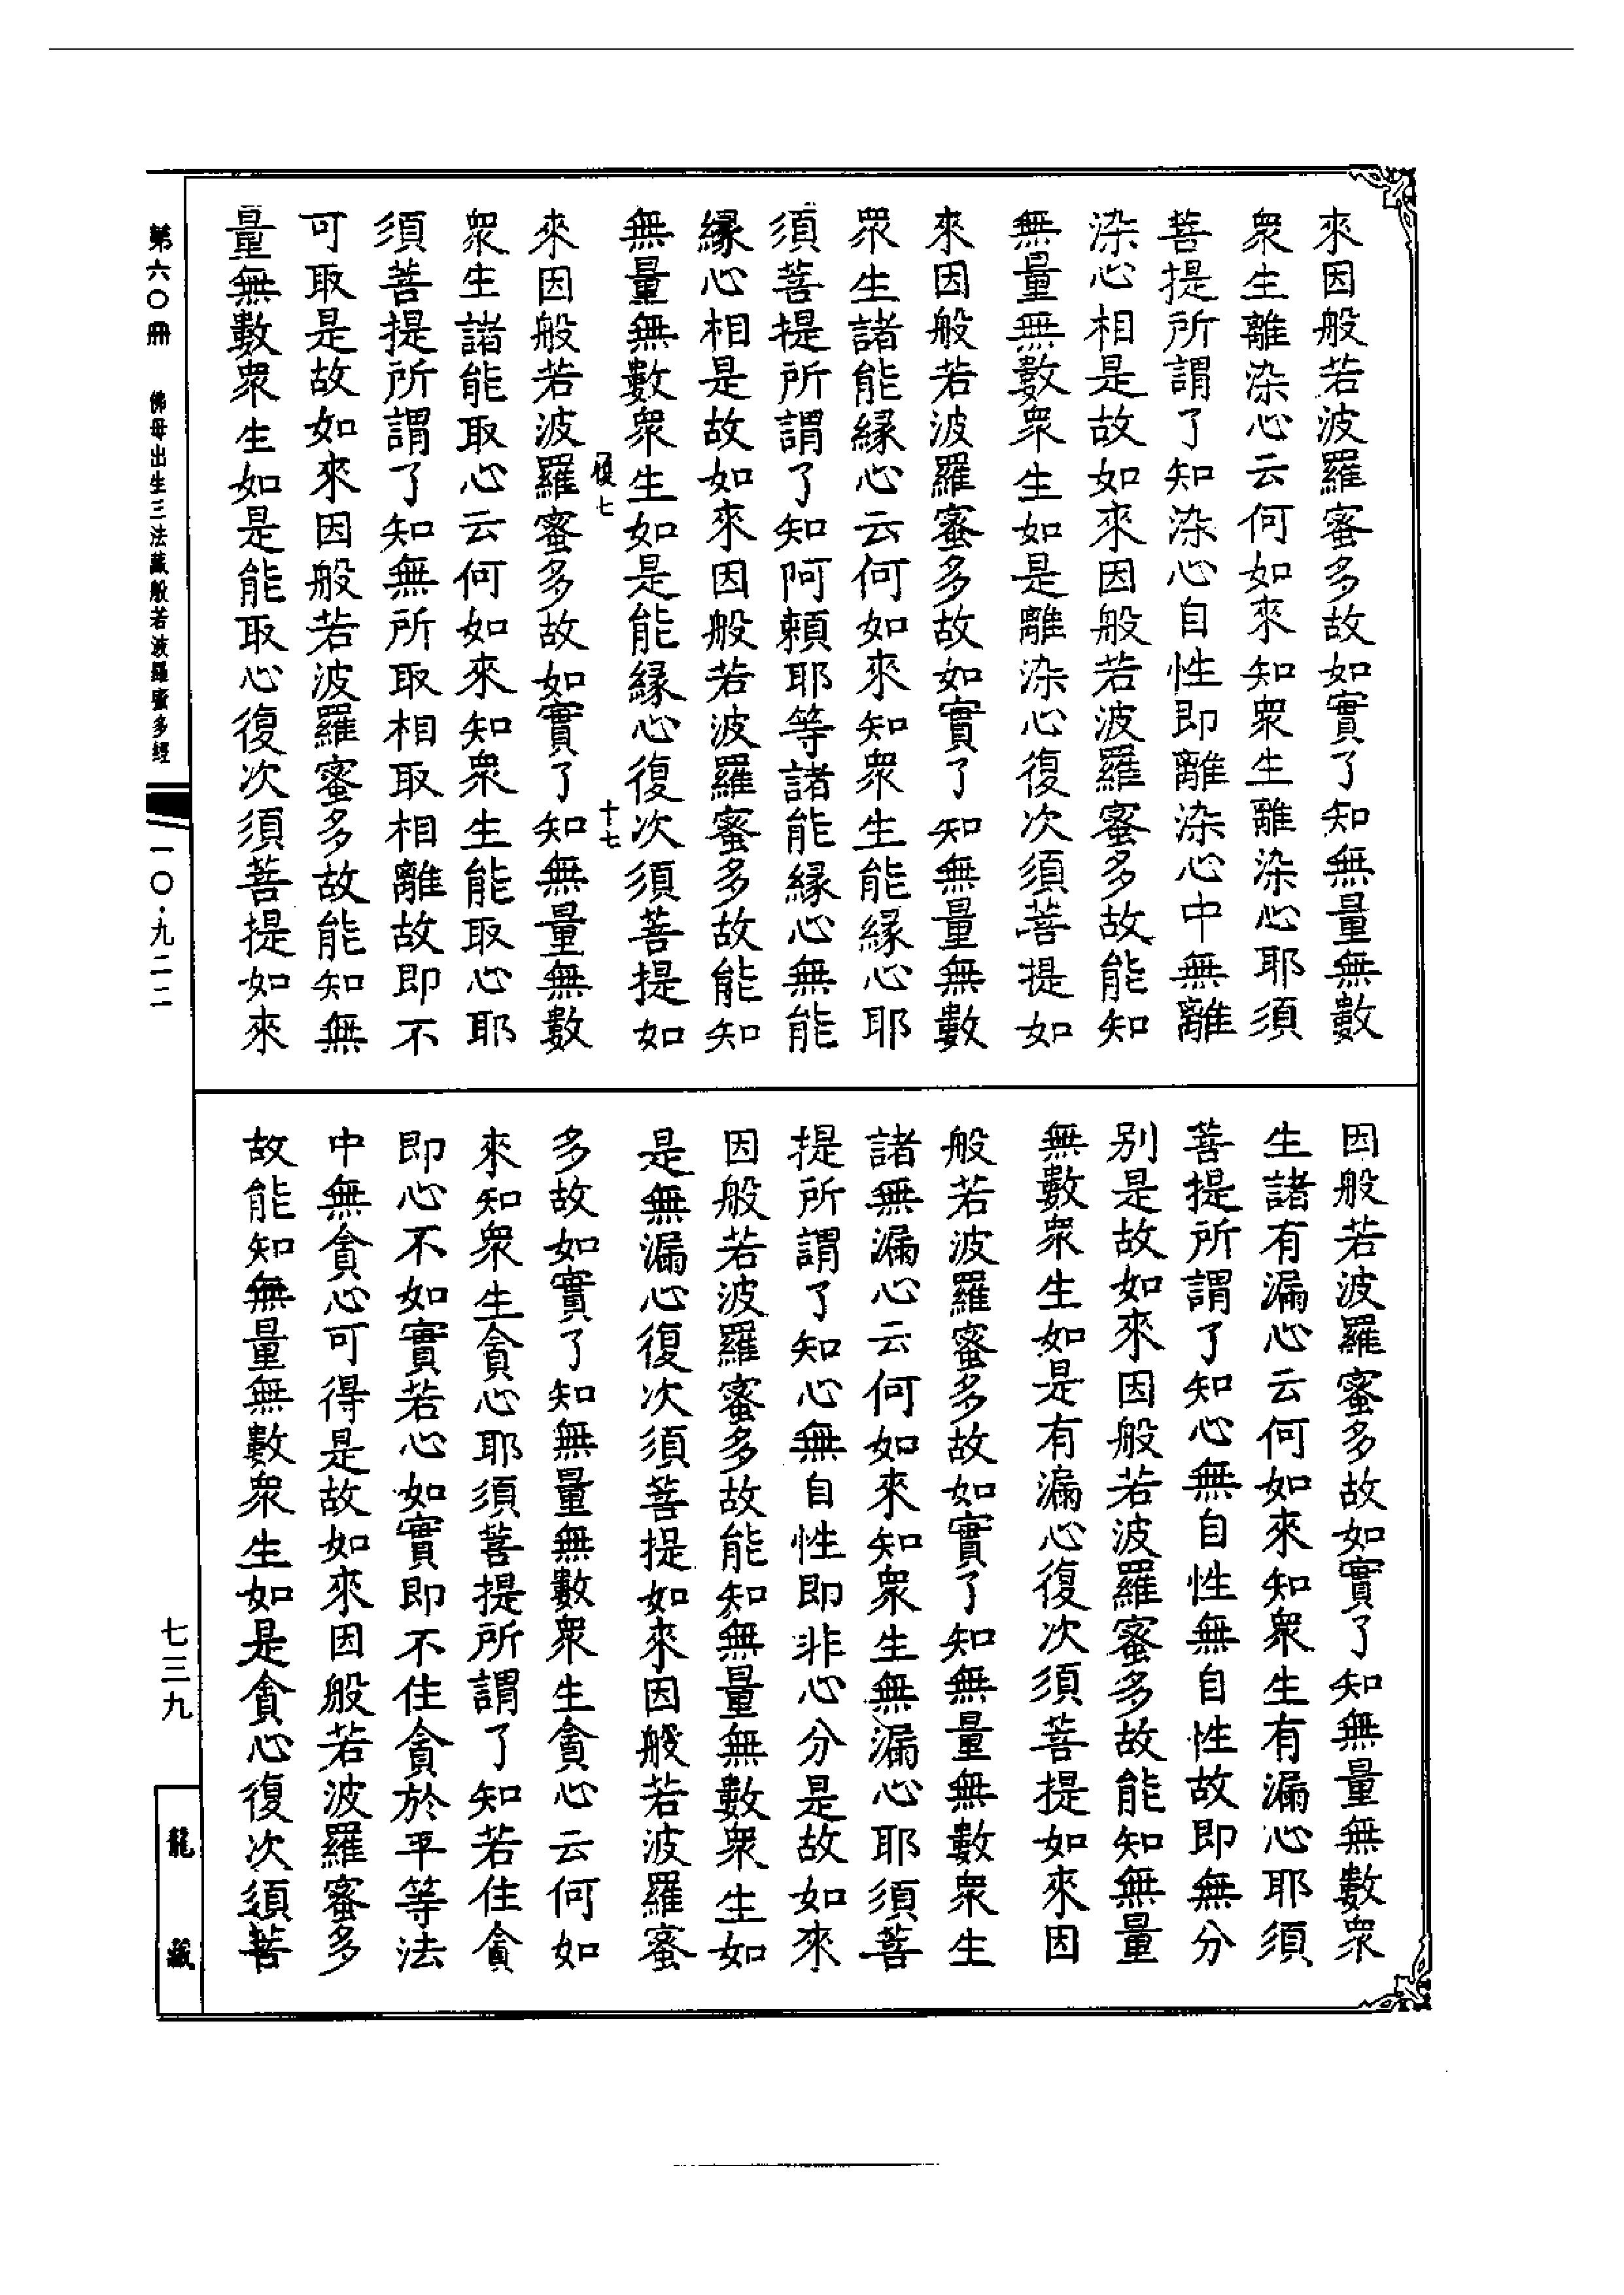 來因般若波羅蜜多故如實了知無量無數
衆生離染心云何如來知衆生離染心耶須
菩提所謂了知染心自性即離染心中無離
染心相是故如來因般若波羅蜜多故能知
無量無數衆生如是離染心復次須菩提如
來因般若波羅蜜多故如實了知無量無數
衆生諸能緣心云何如來知衆生能緣心耶
須菩提所謂了知阿賴耶等諸能緣心無能
緣心相是故如來因般若波羅蜜多故能知
無量無數衆生如是能緣心復次須菩提如
十七
來因般若波羅蜜多故如實了知無量無數
衆生諸能取心云何如來知衆生能取心耶
須菩提所謂了知無所取相取相離故即不
可取是故如來因般若波羅蜜多故能知無
量無數衆生如是能取心復次須菩提如來
因般若波羅蜜多故如實了知無量無數衆
生諸有漏心云何如來知衆生有漏心耶須
菩提所謂了知心無自性無自性故即無分
別是故如來因般若波羅蜜多故能知無量
無數衆生如是有漏心復次須菩提如來因
般若波羅蜜多故如實了知無量無數衆生
諸無漏心云何如來知衆生無漏心耶須菩
提所謂了知心無自性即非心分是故如來
因般若波羅蜜多故能知無量無數衆生如
是無漏心復次須菩提如來因般若波羅蜜
多故如實了知無量無數衆生貪心云何如
來知衆生貪心耶須菩提所謂了知若住貪
即心不如實若心如實即不住貪於平等法
中無貪心可得是故如來因般若波羅蜜多
故能知無量無數衆生如是貪心復次須菩
第六〇冊 佛母出生三法藏般若波羅蜜多經
一〇·九二二
七三九
龍藏